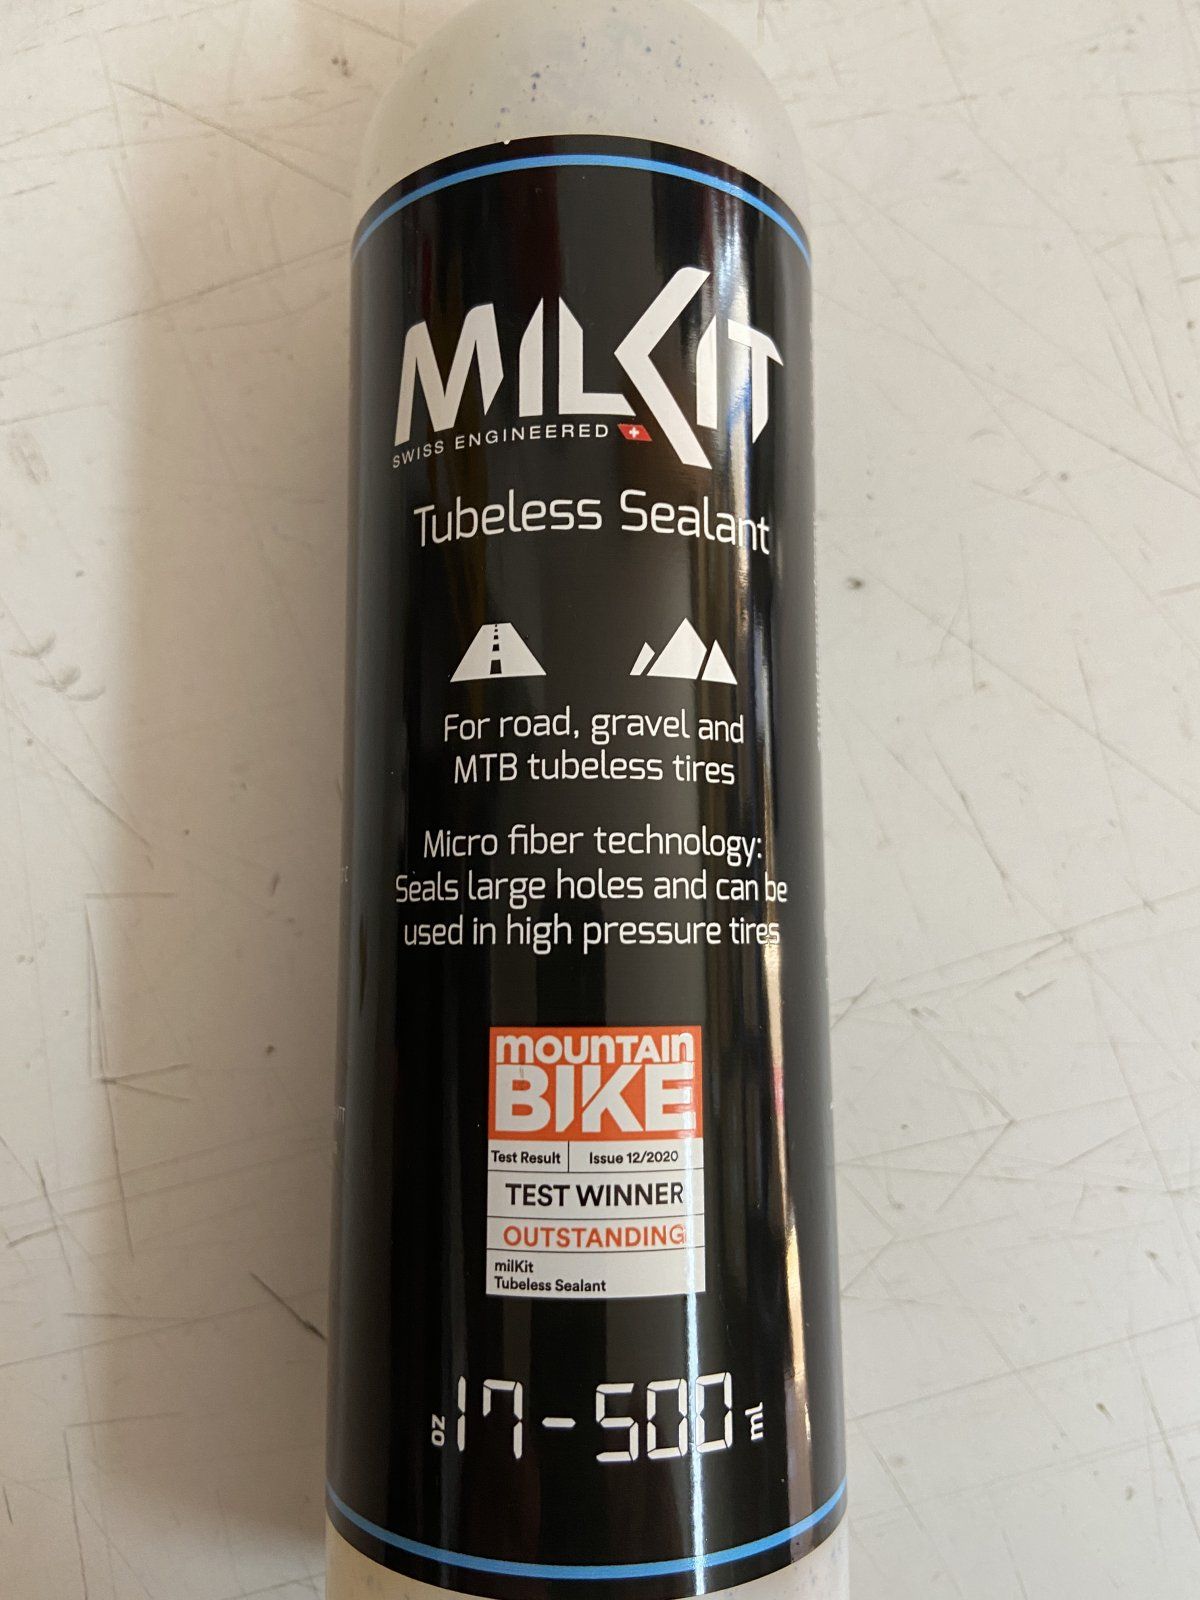 MILKIT
SWISS ENGINEERED
Tubeless Sealant
For road, gravel and
MTB tubeless tires
Micro fiber technology:
Seals large holes and can be
used in high pressure tires
mountain
BIKE
Test Result Issue 12/2020
TEST WINNER
OUTSTANDING
milKit
Tubeless Sealant
oz 17 - 500 ml